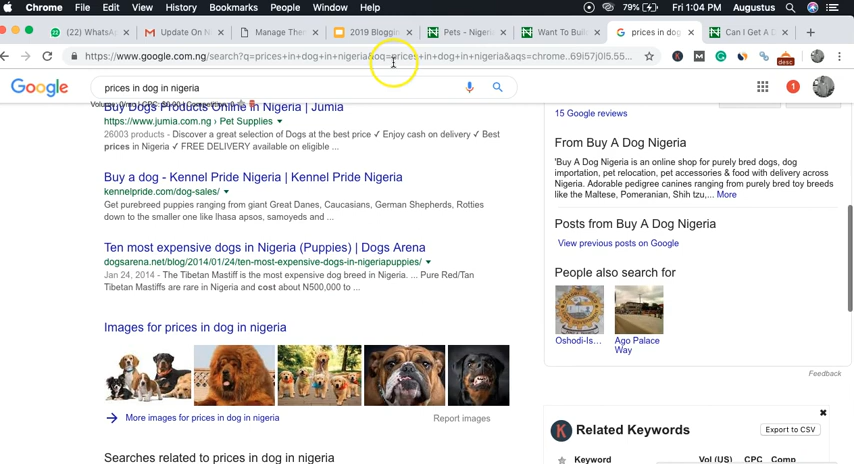 Chrome File Edit View History Bookmarks People Window Help 79% Fri 1:04 PM Augustus
(22) WhatsA Gmail - Update On N Manage Them 2019 Blogging Pets - Nigeria Want To Buil prices in dog Can I Get A D
https://www.google.com.ng/search?q=prices+in+dog+in+nigeria&oq=prices+in+dog+in+nigeria&aqs=chrome..69i57j0l5.55...
desc
Google
prices in dog in nigeria
1
Buy Dogs Products Online in Nigeria | Jumia
https://www.jumia.com.ng › Pet Supplies
26003 products - Discover a great selection of Dogs at the best price ✓ Enjoy cash on delivery ✓ Best
prices in Nigeria ✓ FREE DELIVERY available on eligible ...
Buy a dog - Kennel Pride Nigeria | Kennel Pride Nigeria
kennelpride.com/dog-sales/
Get purebreed puppies ranging from giant Great Danes, Caucasians, German Shepherds, Rotties
down to the smaller one like lhasa apsos, samoyeds and ...
Ten most expensive dogs in Nigeria (Puppies) | Dogs Arena
dogsarena.net/blog/2014/01/24/ten-most-expensive-dogs-in-nigeriapuppies/
Jan 24, 2014 - The Tibetan Mastiff is the most expensive dog breed in Nigeria. ... Pure Red/Tan
Tibetan Mastiffs are rare in Nigeria and cost about N500,000 to ...
Images for prices in dog in nigeria
More images for prices in dog in nigeria
Report images
Searches related to prices in dog in nigeria
15 Google reviews
From Buy A Dog Nigeria
'Buy A Dog Nigeria is an online shop for purely bred dogs, dog
importation, pet relocation, pet accessories & food with delivery across
Nigeria. Adorable pedigree canines ranging from purely bred toy breeds
like the Maltese, Pomeranian, Shih tzu,... More
Posts from Buy A Dog Nigeria
View previous posts on Google
People also search for
Oshodi-Is...
Ago Palace
Way
Feedback
K Related Keywords Export to CSV
Keyword Vol (US) CPC Comp